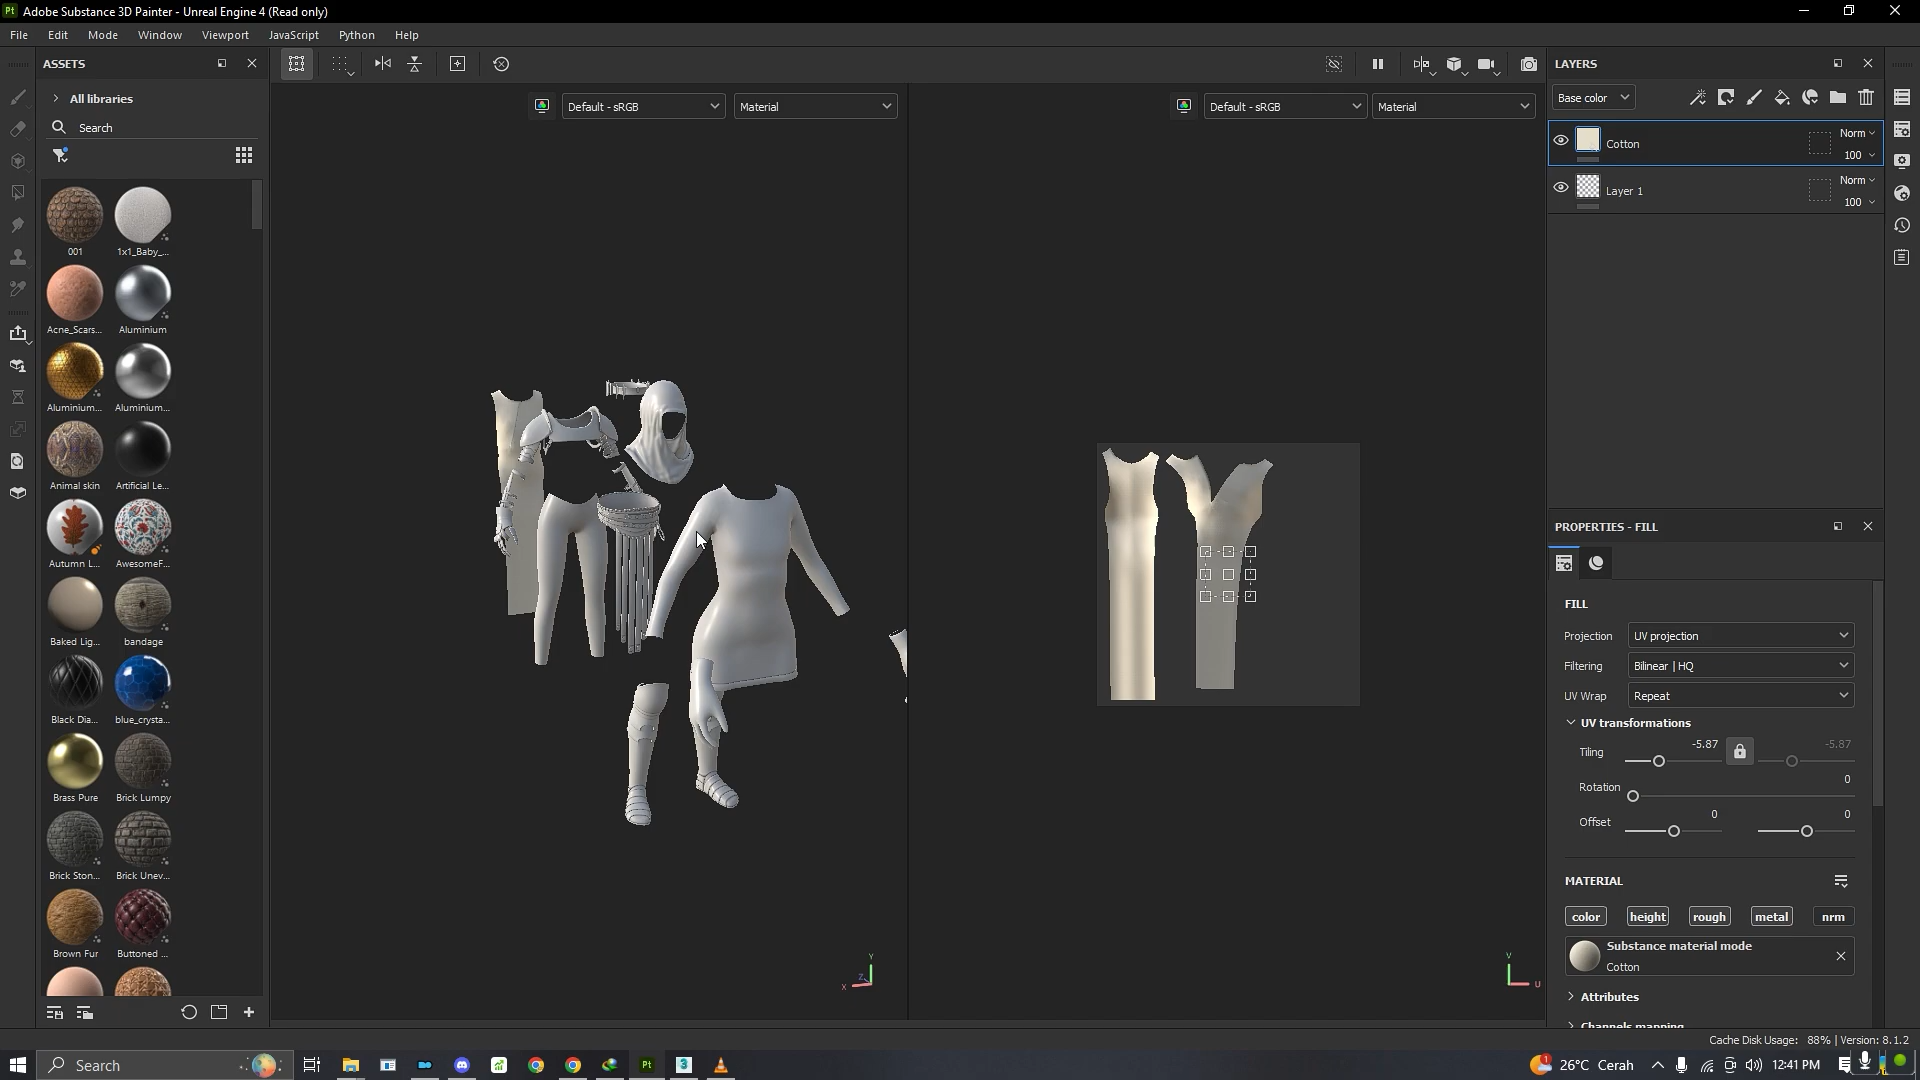 Adobe Substance 3D Painter - Unreal Engine 4 (Read only)
File Edit Mode Window Viewport JavaScript Python Help
ASSETS
All libraries
Search
001
1x1_Baby_...
Acne_Scars...
Aluminium
Aluminium...
Aluminium...
Animal skin
Artificial Le...
Autumn L...
AwesomeF...
Baked Lig...
bandage
Black Dia...
blue_crysta...
Brass Pure
Brick Lumpy
Brick Ston...
Brick Unev...
Brown Fur
Buttoned ...
Default - sRGB
Material
Default - sRGB
Material
Y
Z
X
V
U
LAYERS
Base color
Cotton
Norm
100
Layer 1
Norm
100
PROPERTIES - FILL
FILL
Projection UV projection
Filtering Bilinear | HQ
UV Wrap Repeat
UV transformations
Tiling -5.87 -5.87
Rotation 0
Offset 0 0
MATERIAL
color height rough metal nrm
Substance material mode
Cotton
Attributes
Channels mapping
Cache Disk Usage: 88% | Version: 8.1.2
Search
26°C Cerah
12:41 PM